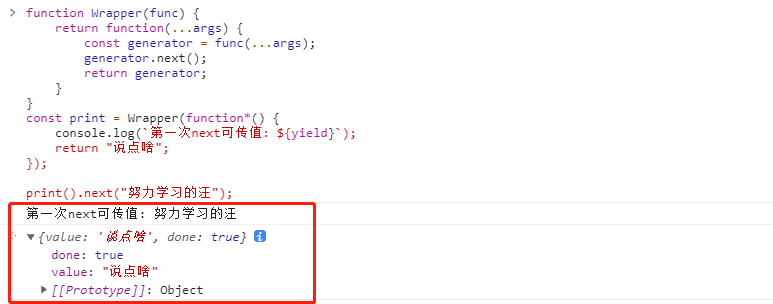 function Wrapper(func) {
return function(...args) {
const generator = func(...args);
generator.next();
return generator;
}
}
const print = Wrapper(function*() {
console.log(`第一次next可传值: ${yield}`);
return "说点啥";
});
print().next("努力学习的汪");
第一次next可传值: 努力学习的汪
{value: '说点啥', done: true}
done: true
value: "说点啥"
[[Prototype]]: Object